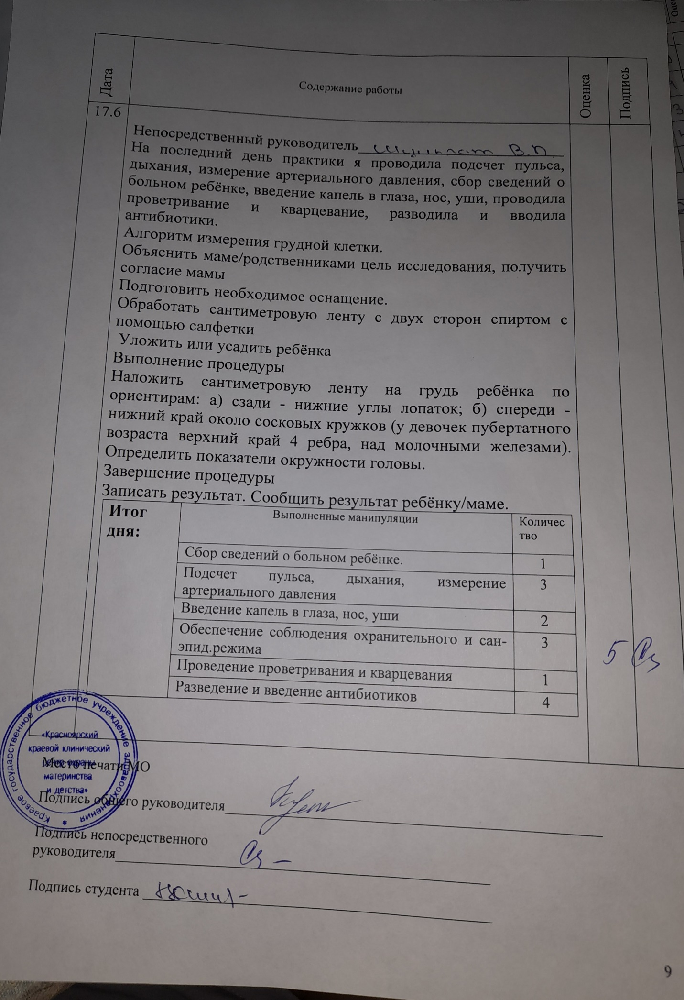 Дата
Содержание работы
Оценка
Подпись
17.6
Непосредственный руководитель В.П.
На последний день практики я проводила подсчет пульса,
дыхания, измерение артериального давления, сбор сведений о
больном ребёнке, введение капель в глаза, нос, уши, проводила
проветривание и кварцевание, разводила и вводила
антибиотики.
Алгоритм измерения грудной клетки.
Объяснить маме/родственниками цель исследования, получить
согласие мамы
Подготовить необходимое оснащение.
Обработать сантиметровую ленту с двух сторон спиртом с
помощью салфетки
Уложить или усадить ребёнка
Выполнение процедуры
Наложить сантиметровую ленту на грудь ребёнка по
ориентирам: а) сзади - нижние углы лопаток; б) спереди -
нижний край около сосковых кружков (у девочек пубертатного
возраста верхний край 4 ребра, над молочными железами).
Определить показатели окружности головы.
Завершение процедуры
Записать результат. Сообщить результат ребёнку/маме.
Итог
дня:
Выполненные манипуляции
Количес
тво
Сбор сведений о больном ребёнке.
1
Подсчет пульса, дыхания, измерение
артериального давления
3
Введение капель в глаза, нос, уши
2
Обеспечение соблюдения охранительного и сан-
эпид.режима
3
Проведение проветривания и кварцевания
1
Разведение и введение антибиотиков
4
5
Краевое государственное бюджетное учреждение здравоохранения
«Красноярский
краевой клинический
центр охраны
материнства
и детства»
Место печати МО
Подпись общего руководителя
Подпись непосредственного
руководителя
Подпись студента
9